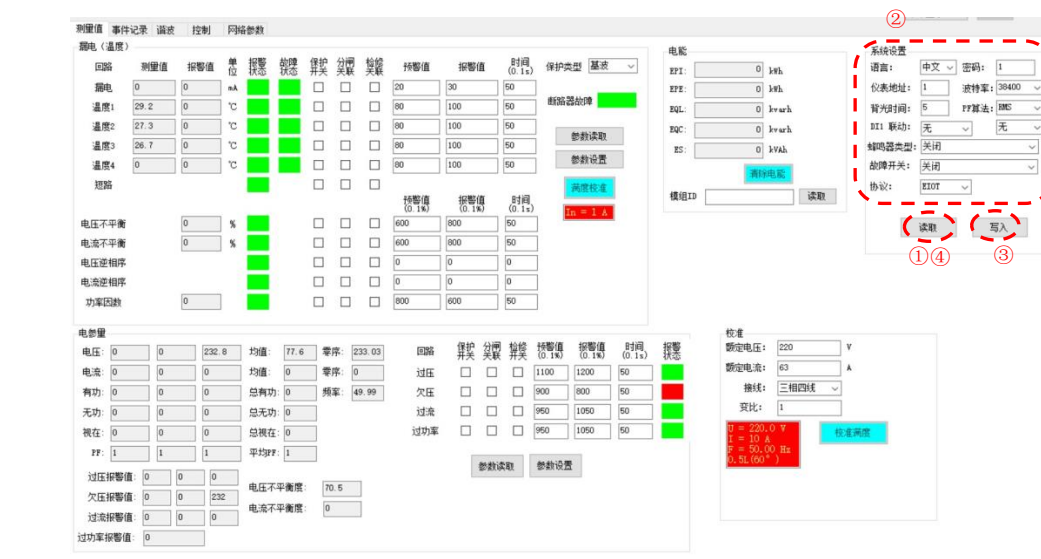 ②
测量值 事件记录 谐波 控制 网络参数
漏电（温度）
回路 测量值 报警值 单位 报警状态 故障状态 保护开关 分闸关联 检修关联 预警值 报警值 时间(0.1s) 保护类型 基波
漏电 0 0 mA 20 30 50
断路器故障
温度1 29.2 0 ℃ 80 100 50
温度2 27.3 0 ℃ 80 100 50
参数读取
温度3 26.7 0 ℃ 80 100 50
参数设置
温度4 0 0 ℃ 80 100 50
短路
满度校准
预警值(0.1%) 报警值(0.1%) 时间(0.1s)
In = 1 A
电压不平衡 0 % 600 800 50
电流不平衡 0 % 600 800 50
电压逆相序 0 0 0
电流逆相序 0 0 0
功率因数 0 800 600 50
电能
EPI: 0 kWh
EPE: 0 kWh
EQL: 0 kvarh
EQC: 0 kvarh
ES: 0 kVAh
清除电能
模组ID 读取
系统设置
语言: 中文 密码: 1
仪表地址: 1 波特率: 38400
背光时间: 5 PF算法: RMS
DI1 联动: 无 无
蜂鸣器类型: 关闭
故障开关: 关闭
协议: EIOT
读取 写入
①④ ③
电参量
电压: 0 0 232.8 均值: 77.6 零序: 233.03
电流: 0 0 0 均值: 0 零序: 0
有功: 0 0 0 总有功: 0 频率: 49.99
无功: 0 0 0 总无功: 0
视在: 0 0 0 总视在: 0
PF: 1 1 1 平均PF: 1
过压报警值: 0 0 0
欠压报警值: 0 0 232
过流报警值: 0 0 0
过功率报警值: 0
电压不平衡度: 70.5
电流不平衡度: 0
回路 保护开关 分闸关联 检修开关 预警值(0.1%) 报警值(0.1%) 时间(0.1s) 报警状态
过压 1100 1200 50
欠压 900 800 50
过流 950 1050 50
过功率 950 1050 50
参数读取 参数设置
校准
额定电压: 220 V
额定电流: 63 A
接线: 三相四线
变比: 1
U = 220.0 V
I = 10 A
F = 50.00 Hz
0.5L(60°)
校准满度